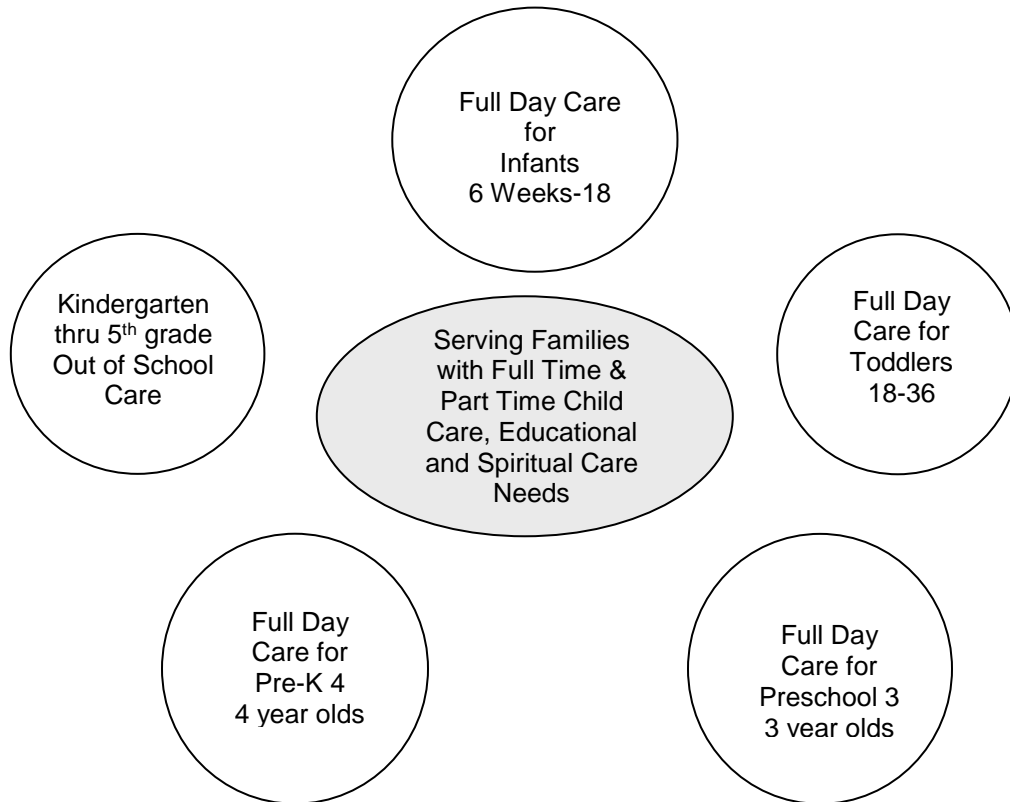 Full Day Care
for
Infants
6 Weeks-18
Kindergarten
thru 5th grade
Out of School
Care
Serving Families
with Full Time &
Part Time Child
Care, Educational
and Spiritual Care
Needs
Full Day
Care for
Toddlers
18-36
Full Day
Care for
Pre-K 4
4 year olds
Full Day
Care for
Preschool 3
3 year olds